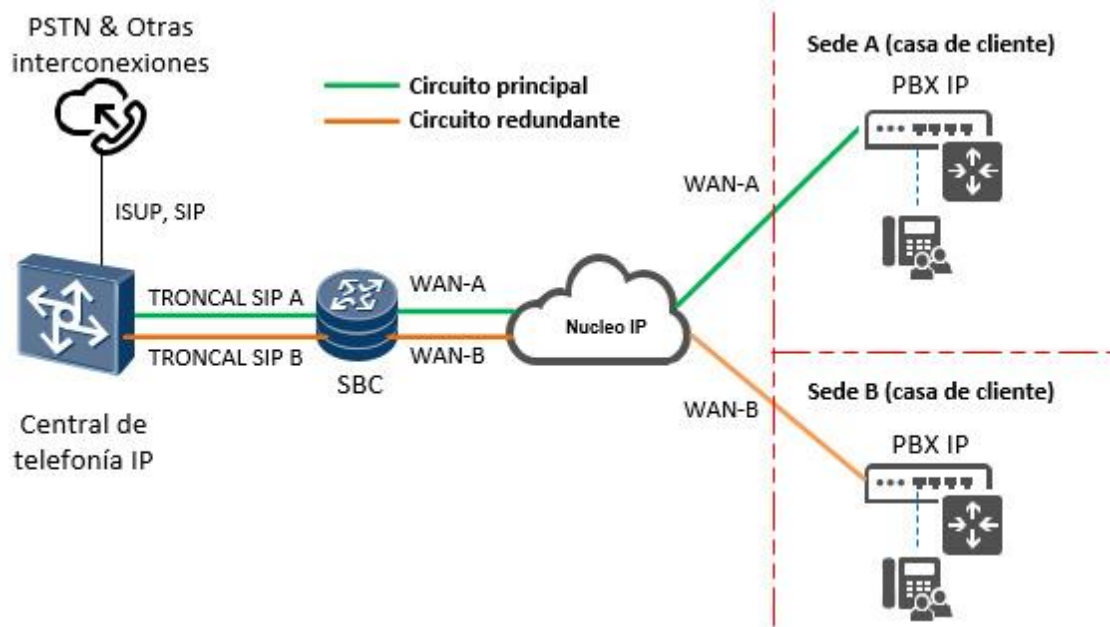 PSTN & Otras
interconexiones
Circuito principal
Circuito redundante
ISUP, SIP
TRONCAL SIP A
TRONCAL SIP B
Central de
telefonía IP
SBC
WAN-A
WAN-B
Nucleo IP
WAN-A
WAN-B
Sede A (casa de cliente)
PBX IP
Sede B (casa de cliente)
PBX IP